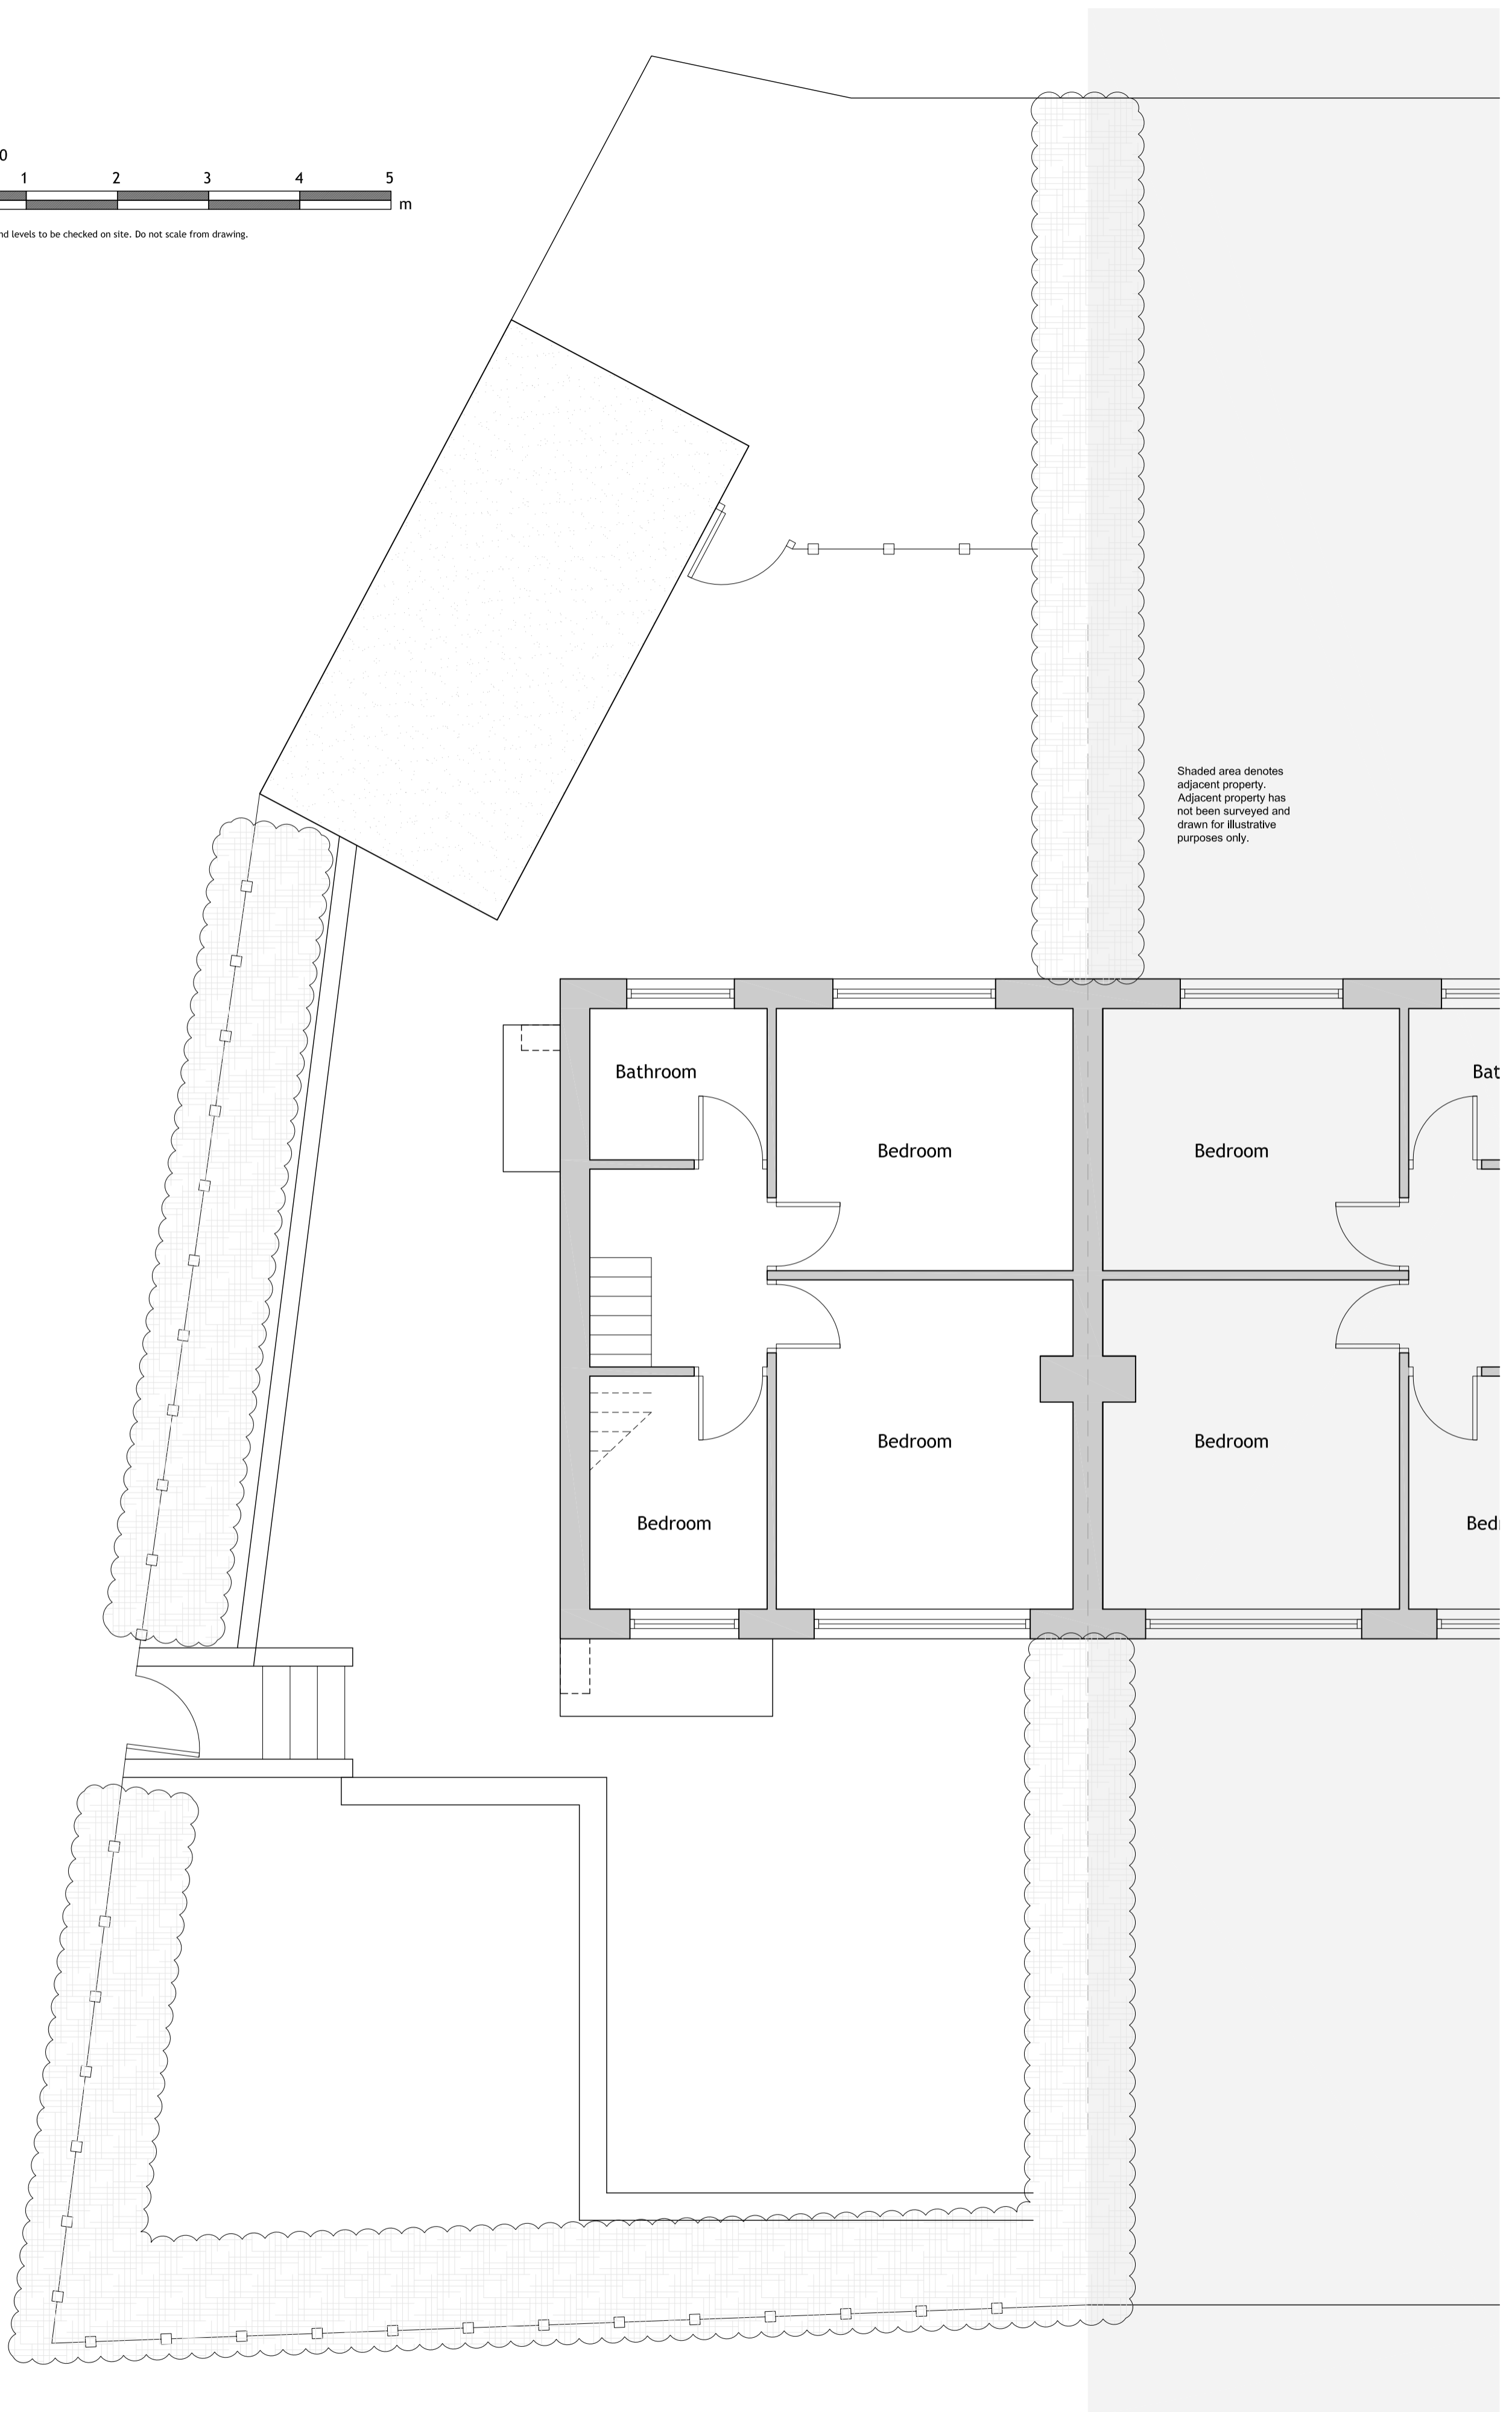 0
1 2 3 4 5
m
nd levels to be checked on site. Do not scale from drawing.
Shaded area denotes
adjacent property.
Adjacent property has
not been surveyed and
drawn for illustrative
purposes only.
Bathroom Bat
Bedroom Bedroom
Bedroom Bedroom
Bedroom Bed